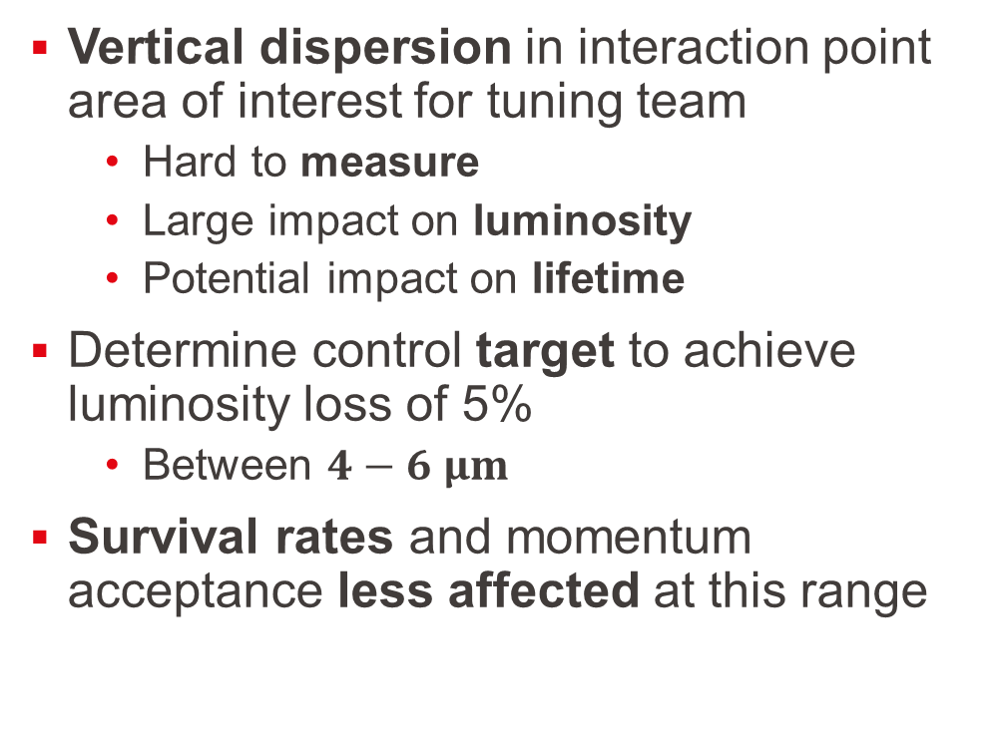 ▪ Vertical dispersion in interaction point
area of interest for tuning team
• Hard to measure
• Large impact on luminosity
• Potential impact on lifetime
▪ Determine control target to achieve
luminosity loss of 5%
• Between 4 − 6 μm
▪ Survival rates and momentum
acceptance less affected at this range